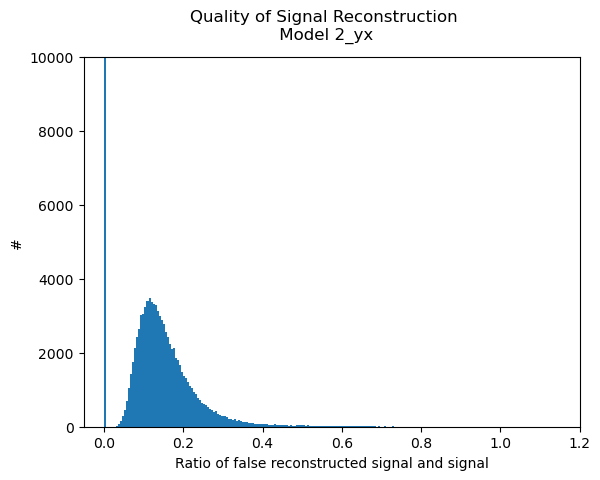 Quality of Signal Reconstruction
Model 2_yx
10000
8000
6000
4000
2000
0
#
0.0 0.2 0.4 0.6 0.8 1.0 1.2
Ratio of false reconstructed signal and signal